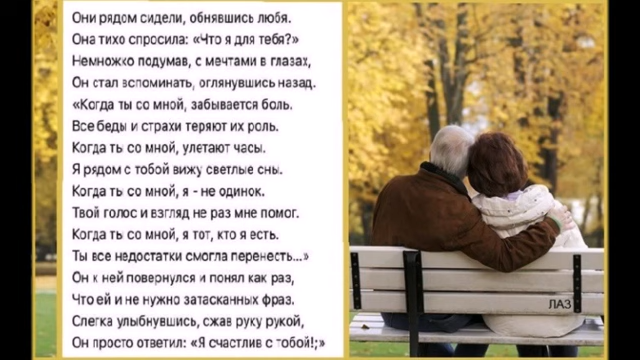 Они рядом сидели, обнявшись любя.
Она тихо спросила: «Что я для тебя?»
Немножко подумав, с мечтами в глазах,
Он стал вспоминать, оглянувшись назад.
«Когда ты со мной, забывается боль.
Все беды и страхи теряют их роль.
Когда ты со мной, улетают часы.
Я рядом с тобой вижу светлые сны.
Когда ты со мной, я - не одинок.
Твой голос и взгляд не раз мне помог.
Когда ты со мной, я тот, кто я есть.
Ты все недостатки смогла перенесть...»
Он к ней повернулся и понял как раз,
Что ей и не нужно затасканных фраз.
Слегка улыбнувшись, сжав руку рукой,
Он просто ответил: «Я счастлив с тобой!;»
ЛАЗ